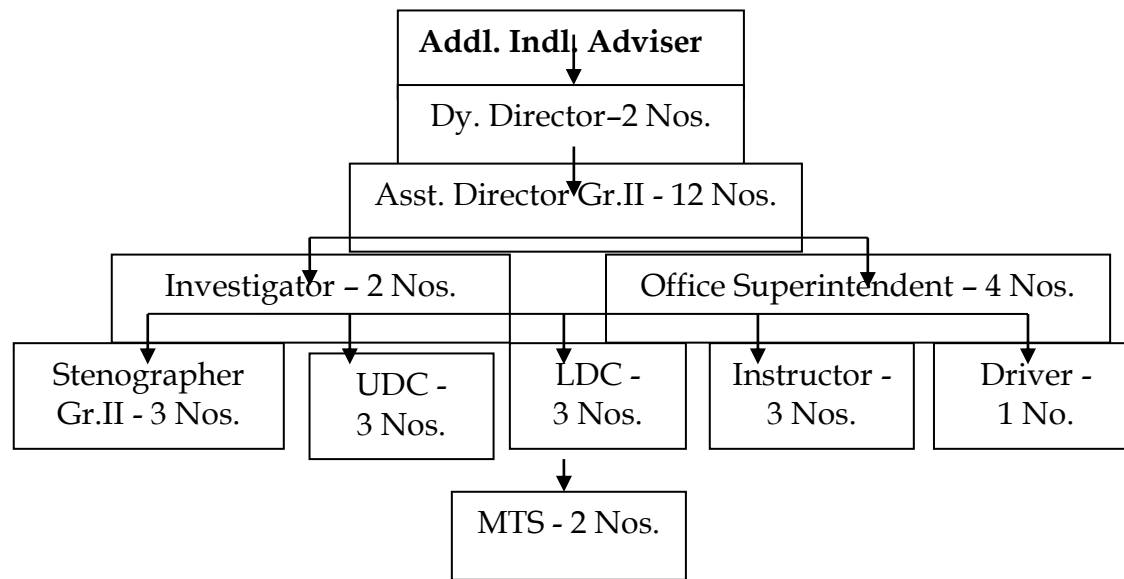 Addl. Indl. Adviser
Dy. Director–2 Nos.
Asst. Director Gr.II - 12 Nos.
Investigator – 2 Nos.
Office Superintendent – 4 Nos.
Stenographer
Gr.II - 3 Nos.
UDC -
3 Nos.
LDC -
3 Nos.
Instructor -
3 Nos.
Driver -
1 No.
MTS - 2 Nos.